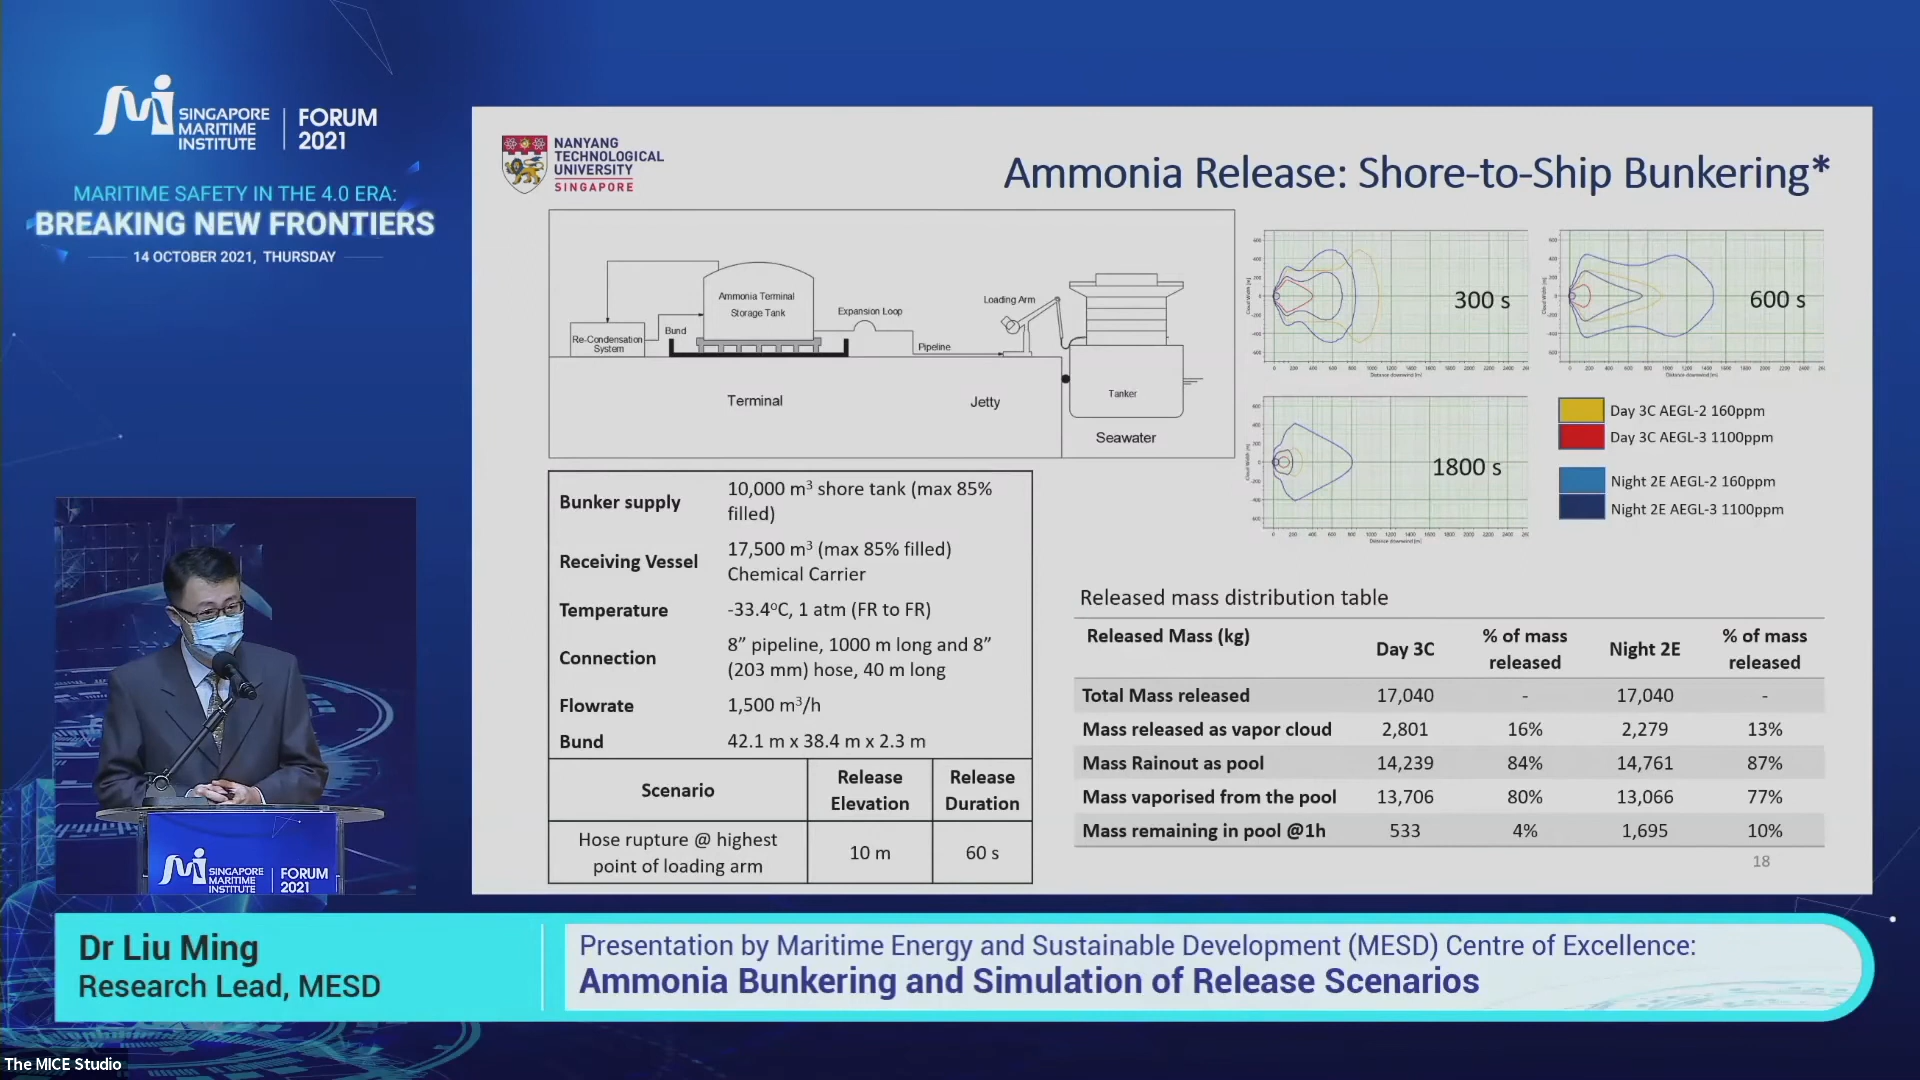 SINGAPORE
MARITIME
INSTITUTE
FORUM
2021
MARITIME SAFETY IN THE 4.0 ERA:
BREAKING NEW FRONTIERS
14 OCTOBER 2021, THURSDAY
NANYANG
TECHNOLOGICAL
UNIVERSITY
SINGAPORE
Ammonia Release: Shore-to-Ship Bunkering*
Ammonia Terminal
Storage Tank
Re-Condensation
System
Bund
Expansion Loop
Pipeline
Loading Arm
Tanker
Terminal
Jetty
Seawater
300 s
600 s
1800 s
Distance downwind [m]
Distance downwind [m]
Distance downwind [m]
Day 3C AEGL-2 160ppm
Day 3C AEGL-3 1100ppm
Night 2E AEGL-2 160ppm
Night 2E AEGL-3 1100ppm
Bunker supply 10,000 m³ shore tank (max 85%
filled)
Receiving Vessel 17,500 m³ (max 85% filled)
Chemical Carrier
Temperature -33.4°C, 1 atm (FR to FR)
Connection 8” pipeline, 1000 m long and 8”
(203 mm) hose, 40 m long
Flowrate 1,500 m³/h
Bund 42.1 m x 38.4 m x 2.3 m
Scenario Release Elevation Release Duration
Hose rupture @ highest
point of loading arm 10 m 60 s
Released mass distribution table
Released Mass (kg) Day 3C % of mass released Night 2E % of mass released
Total Mass released 17,040 - 17,040 -
Mass released as vapor cloud 2,801 16% 2,279 13%
Mass Rainout as pool 14,239 84% 14,761 87%
Mass vaporised from the pool 13,706 80% 13,066 77%
Mass remaining in pool @1h 533 4% 1,695 10%
18
SINGAPORE
MARITIME
INSTITUTE
FORUM
2021
Dr Liu Ming
Research Lead, MESD
Presentation by Maritime Energy and Sustainable Development (MESD) Centre of Excellence:
Ammonia Bunkering and Simulation of Release Scenarios
The MICE Studio